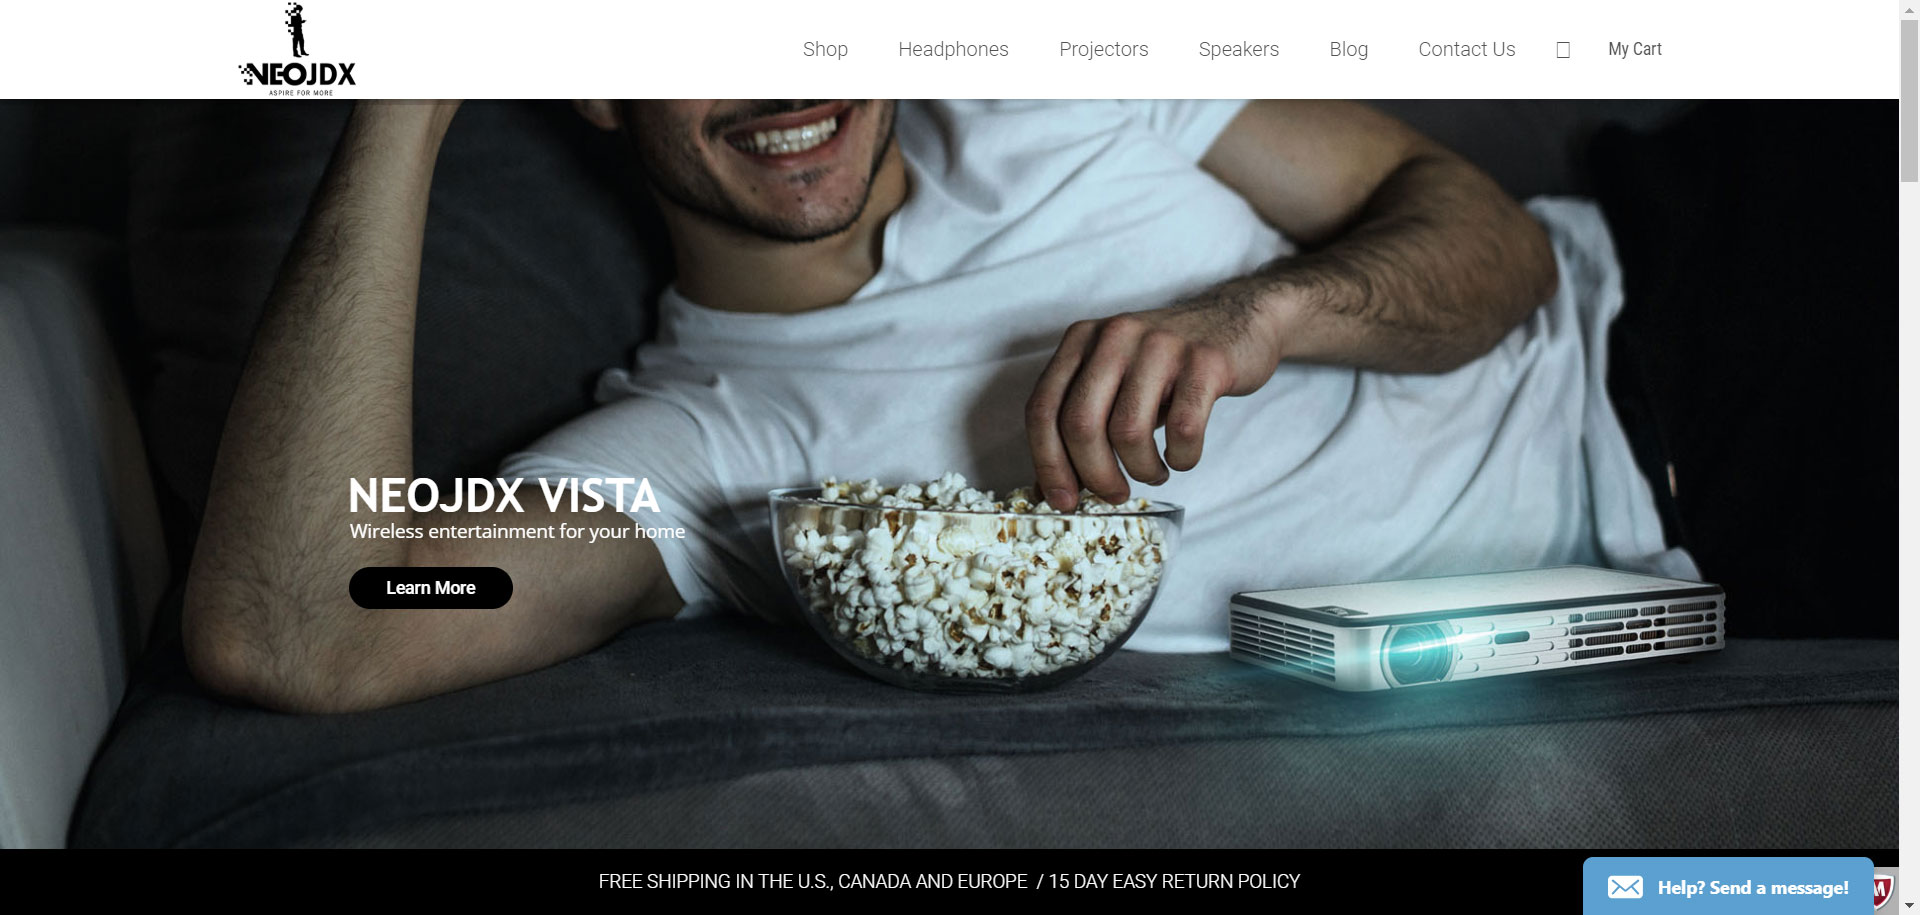 NEOJDX
ASPIRE FOR MORE
Shop
Headphones
Projectors
Speakers
Blog
Contact Us
My Cart
NEOJDX VISTA
Wireless entertainment for your home
Learn More
FREE SHIPPING IN THE U.S., CANADA AND EUROPE / 15 DAY EASY RETURN POLICY
Help? Send a message!